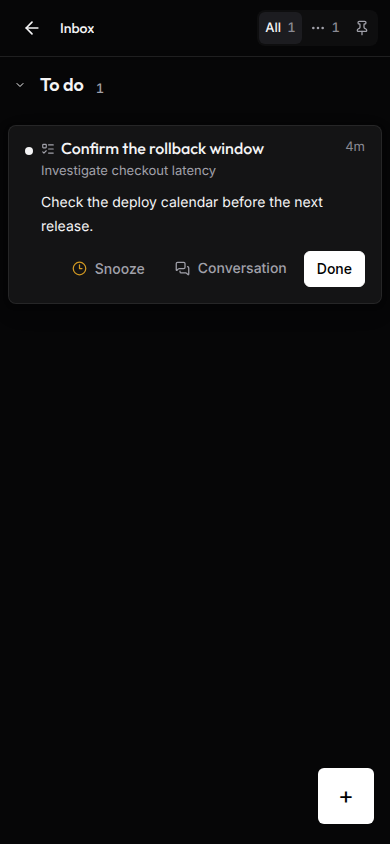 Inbox
All 1
... 1
To do 1
Confirm the rollback window 4m
Investigate checkout latency
Check the deploy calendar before the next
release.
Snooze Conversation Done
+